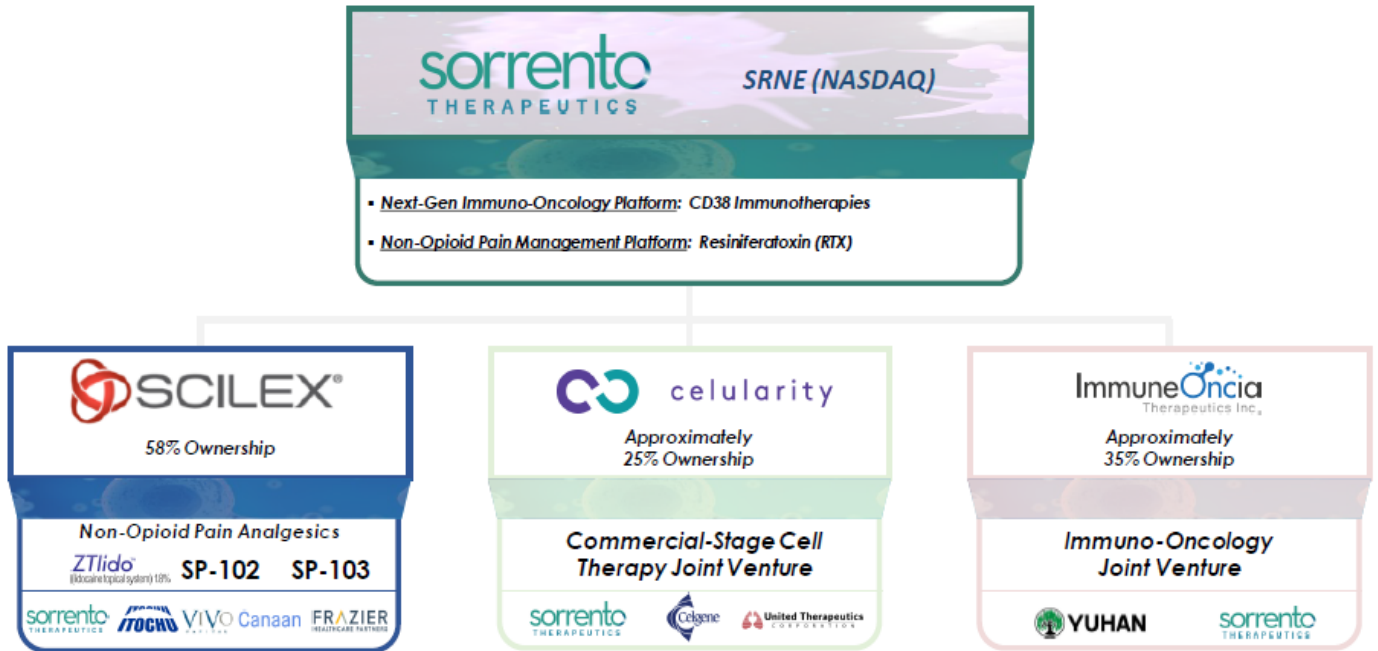 sorrento
THERAPEUTICS
SRNE (NASDAQ)
▪ Next-Gen Immuno-Oncology Platform: CD38 Immunotherapies
▪ Non-Opioid Pain Management Platform: Resiniferatoxin (RTX)
SCILEX®
58% Ownership
Non-Opioid Pain Analgesics
ZTlido™
(lidocaine topical system) 1.8%
SP-102 SP-103
sorrento
THERAPEUTICS
ITOCHU
VIVO
CAPITAL
Canaan
FRAZIER
HEALTHCARE PARTNERS
celularity
Approximately
25% Ownership
Commercial-Stage Cell
Therapy Joint Venture
sorrento
THERAPEUTICS
Celgene
United Therapeutics
CORPORATION
ImmuneOncia
Therapeutics Inc.
Approximately
35% Ownership
Immuno-Oncology
Joint Venture
YUHAN
sorrento
THERAPEUTICS